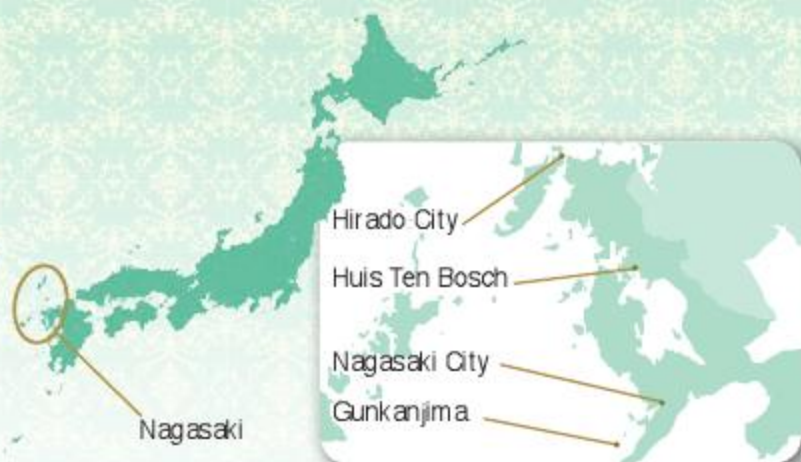 Hirado City
Huis Ten Bosch
Nagasaki City
Gunkanjima
Nagasaki